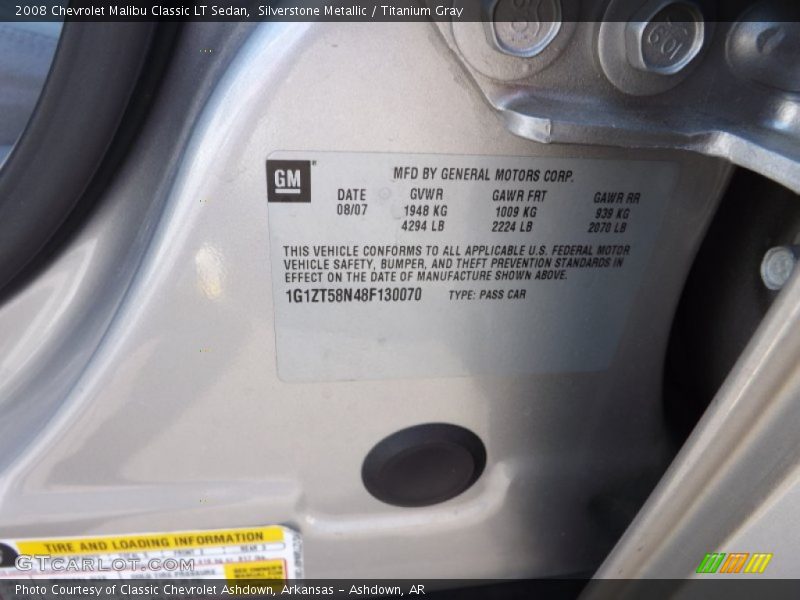 2008 Chevrolet Malibu Classic LT Sedan, Silverstone Metallic / Titanium Gray
109
GM
MFD BY GENERAL MOTORS CORP.
DATE GVWR GAWR FRT GAWR RR
08/07 1948 KG 1009 KG 939 KG
4294 LB 2224 LB 2070 LB
THIS VEHICLE CONFORMS TO ALL APPLICABLE U.S. FEDERAL MOTOR
VEHICLE SAFETY, BUMPER, AND THEFT PREVENTION STANDARDS IN
EFFECT ON THE DATE OF MANUFACTURE SHOWN ABOVE.
1G1ZT58N48F130070 TYPE: PASS CAR
TIRE AND LOADING INFORMATION
GTcarlot.com
Photo Courtesy of Classic Chevrolet Ashdown, Arkansas - Ashdown, AR